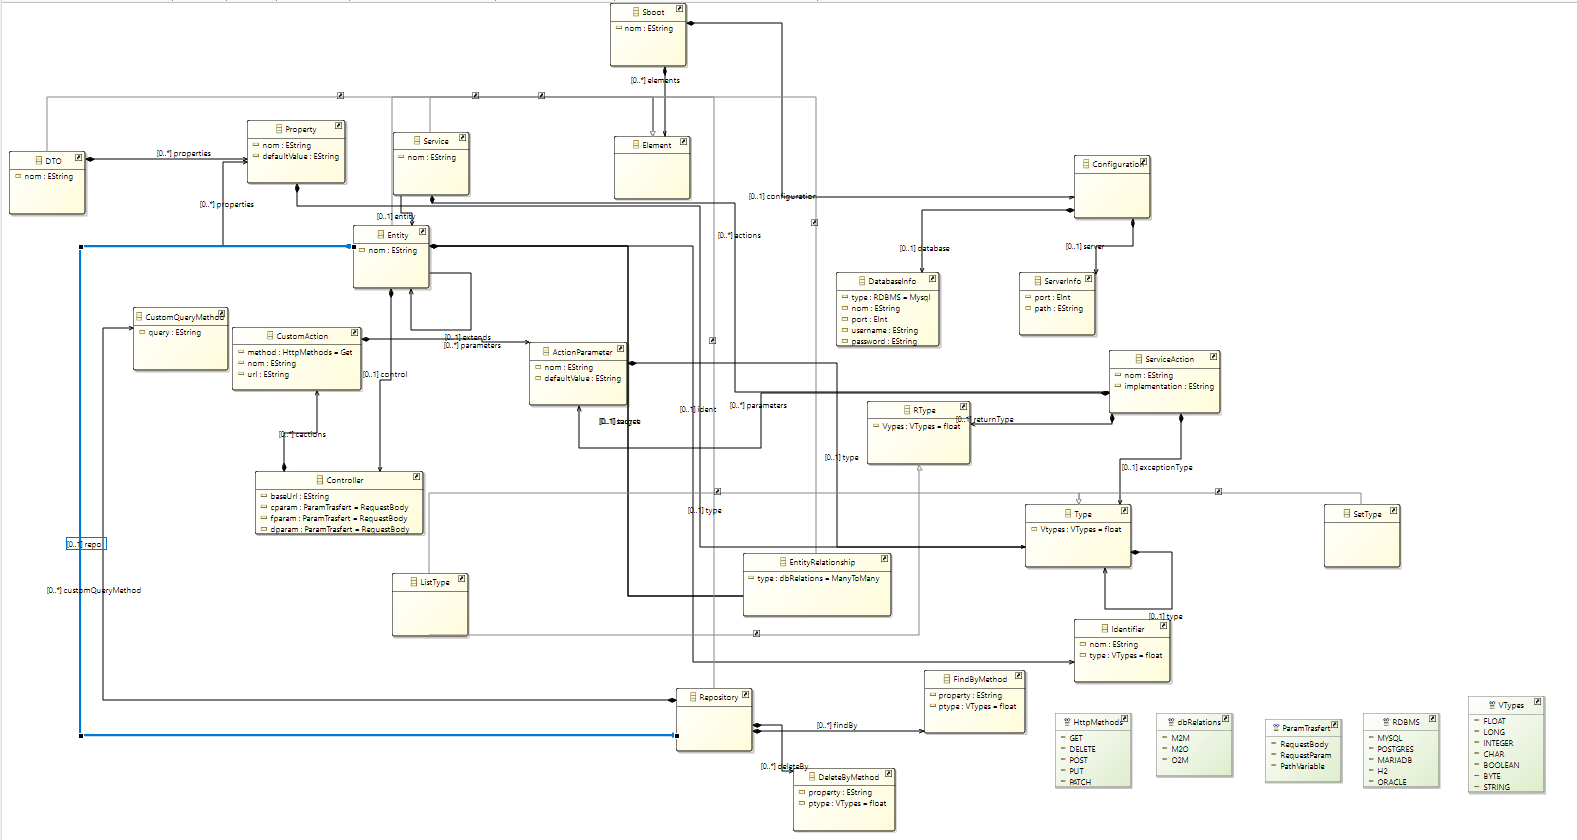 Sboot
nom : EString
[0..*] elements
Property
nom : EString
defaultValue : EString
Service
nom : EString
Element
DTO
nom : EString
[0..*] properties
[0..*] properties
Configuration
[0..1] configuration
[0..1] entity
[0..*] actions
Entity
nom : EString
[0..1] database
[0..1] server
DatabaseInfo
type : RDBMS = Mysql
nom : EString
port : EInt
username : EString
password : EString
ServerInfo
port : EInt
path : EString
CustomQueryMethod
query : EString
CustomAction
method : HttpMethods = Get
nom : EString
url : EString
[0..1] extends
[0..*] parameters
[0..1] control
ActionParameter
nom : EString
defaultValue : EString
ServiceAction
nom : EString
implementation : EString
[0..1] ident
[0..*] parameters
RType
Vypes : VTypes = float
[0..1] returnType
[0..*] cactions
[0..1] type
[0..1] exceptionType
Controller
baseUrl : EString
cparam : ParamTrasfert = RequestBody
fparam : ParamTrasfert = RequestBody
dparam : ParamTrasfert = RequestBody
[0..1] type
Type
Vtypes : VTypes = float
SetType
[0..1] repo
EntityRelationship
type : dbRelations = ManyToMany
ListType
[0..*] customQueryMethod
[0..1] type
Identifier
nom : EString
type : VTypes = float
Repository
FindByMethod
property : EString
ptype : VTypes = float
[0..*] findBy
[0..*] deleteBy
DeleteByMethod
property : EString
ptype : VTypes = float
HttpMethods
GET
DELETE
POST
PUT
PATCH
dbRelations
M2M
M2O
O2M
ParamTrasfert
RequestBody
RequestParam
PathVariable
RDBMS
MYSQL
POSTGRES
MARIADB
H2
ORACLE
VTypes
FLOAT
LONG
INTEGER
CHAR
BOOLEAN
BYTE
STRING